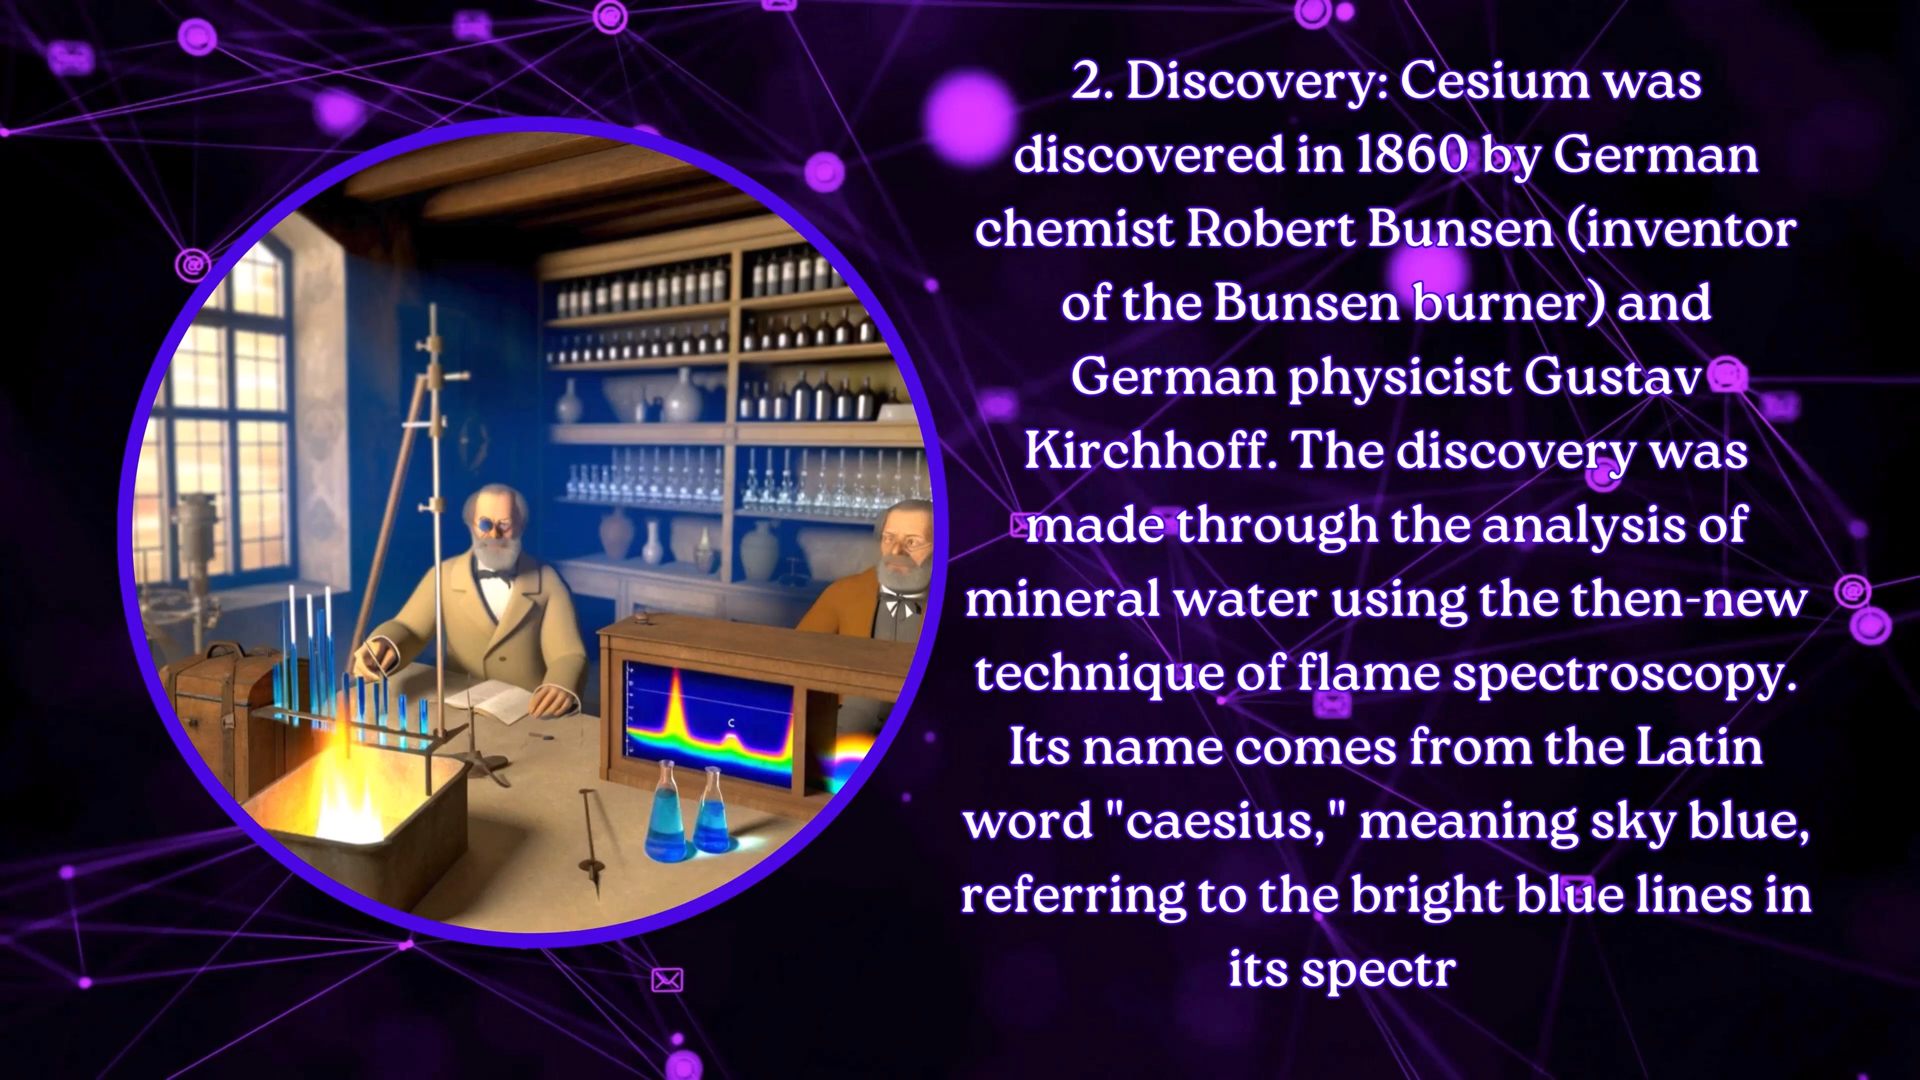 2. Discovery: Cesium was
discovered in 1860 by German
chemist Robert Bunsen (inventor
of the Bunsen burner) and
German physicist Gustav
Kirchhoff. The discovery was
made through the analysis of
mineral water using the then-new
technique of flame spectroscopy.
Its name comes from the Latin
word "caesius," meaning sky blue,
referring to the bright blue lines in
its spectr
C